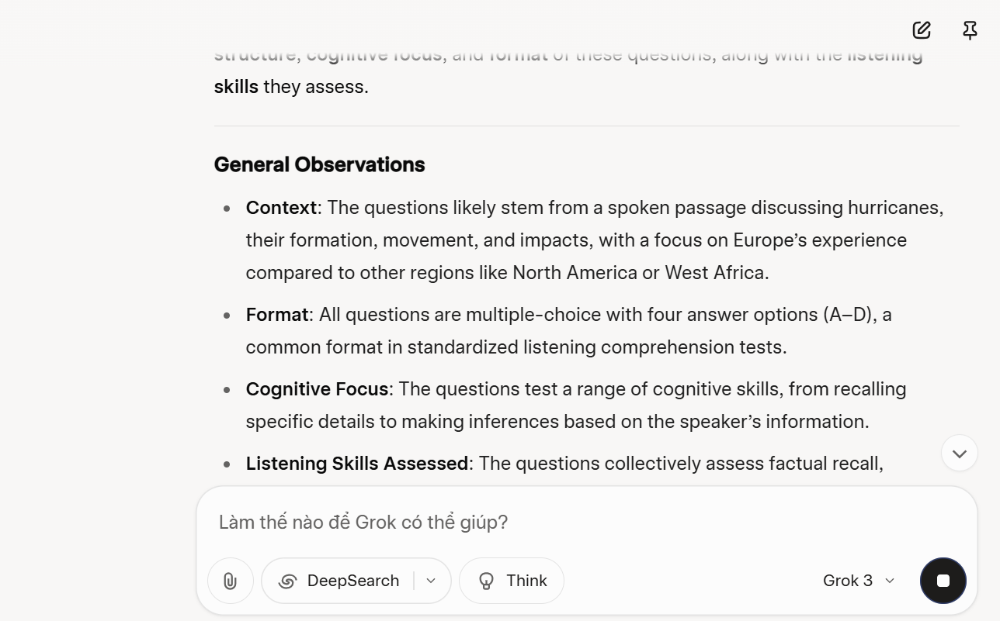 structure, cognitive focus, and format of these questions, along with the listening
skills they assess.
General Observations
Context: The questions likely stem from a spoken passage discussing hurricanes,
their formation, movement, and impacts, with a focus on Europe’s experience
compared to other regions like North America or West Africa.
Format: All questions are multiple-choice with four answer options (A–D), a
common format in standardized listening comprehension tests.
Cognitive Focus: The questions test a range of cognitive skills, from recalling
specific details to making inferences based on the speaker’s information.
Listening Skills Assessed: The questions collectively assess factual recall,
Làm thế nào để Grok có thể giúp?
DeepSearch
Think
Grok 3